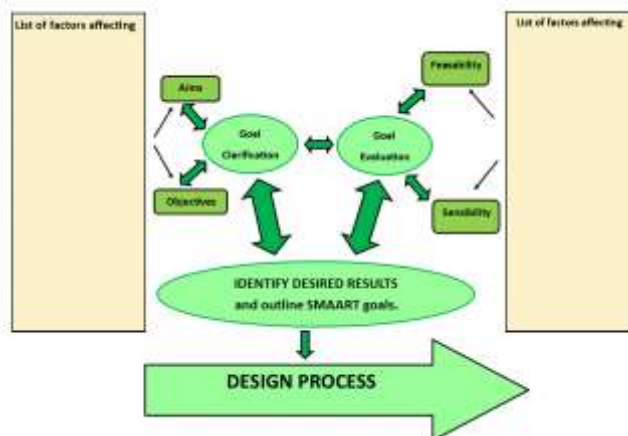 List of factors affecting
List of factors affecting
Feasability
Aims
Goal
Clarification
Goal
Evaluation
Objectives
Sensibility
IDENTIFY DESIRED RESULTS
and outline SMAART goals.
DESIGN PROCESS